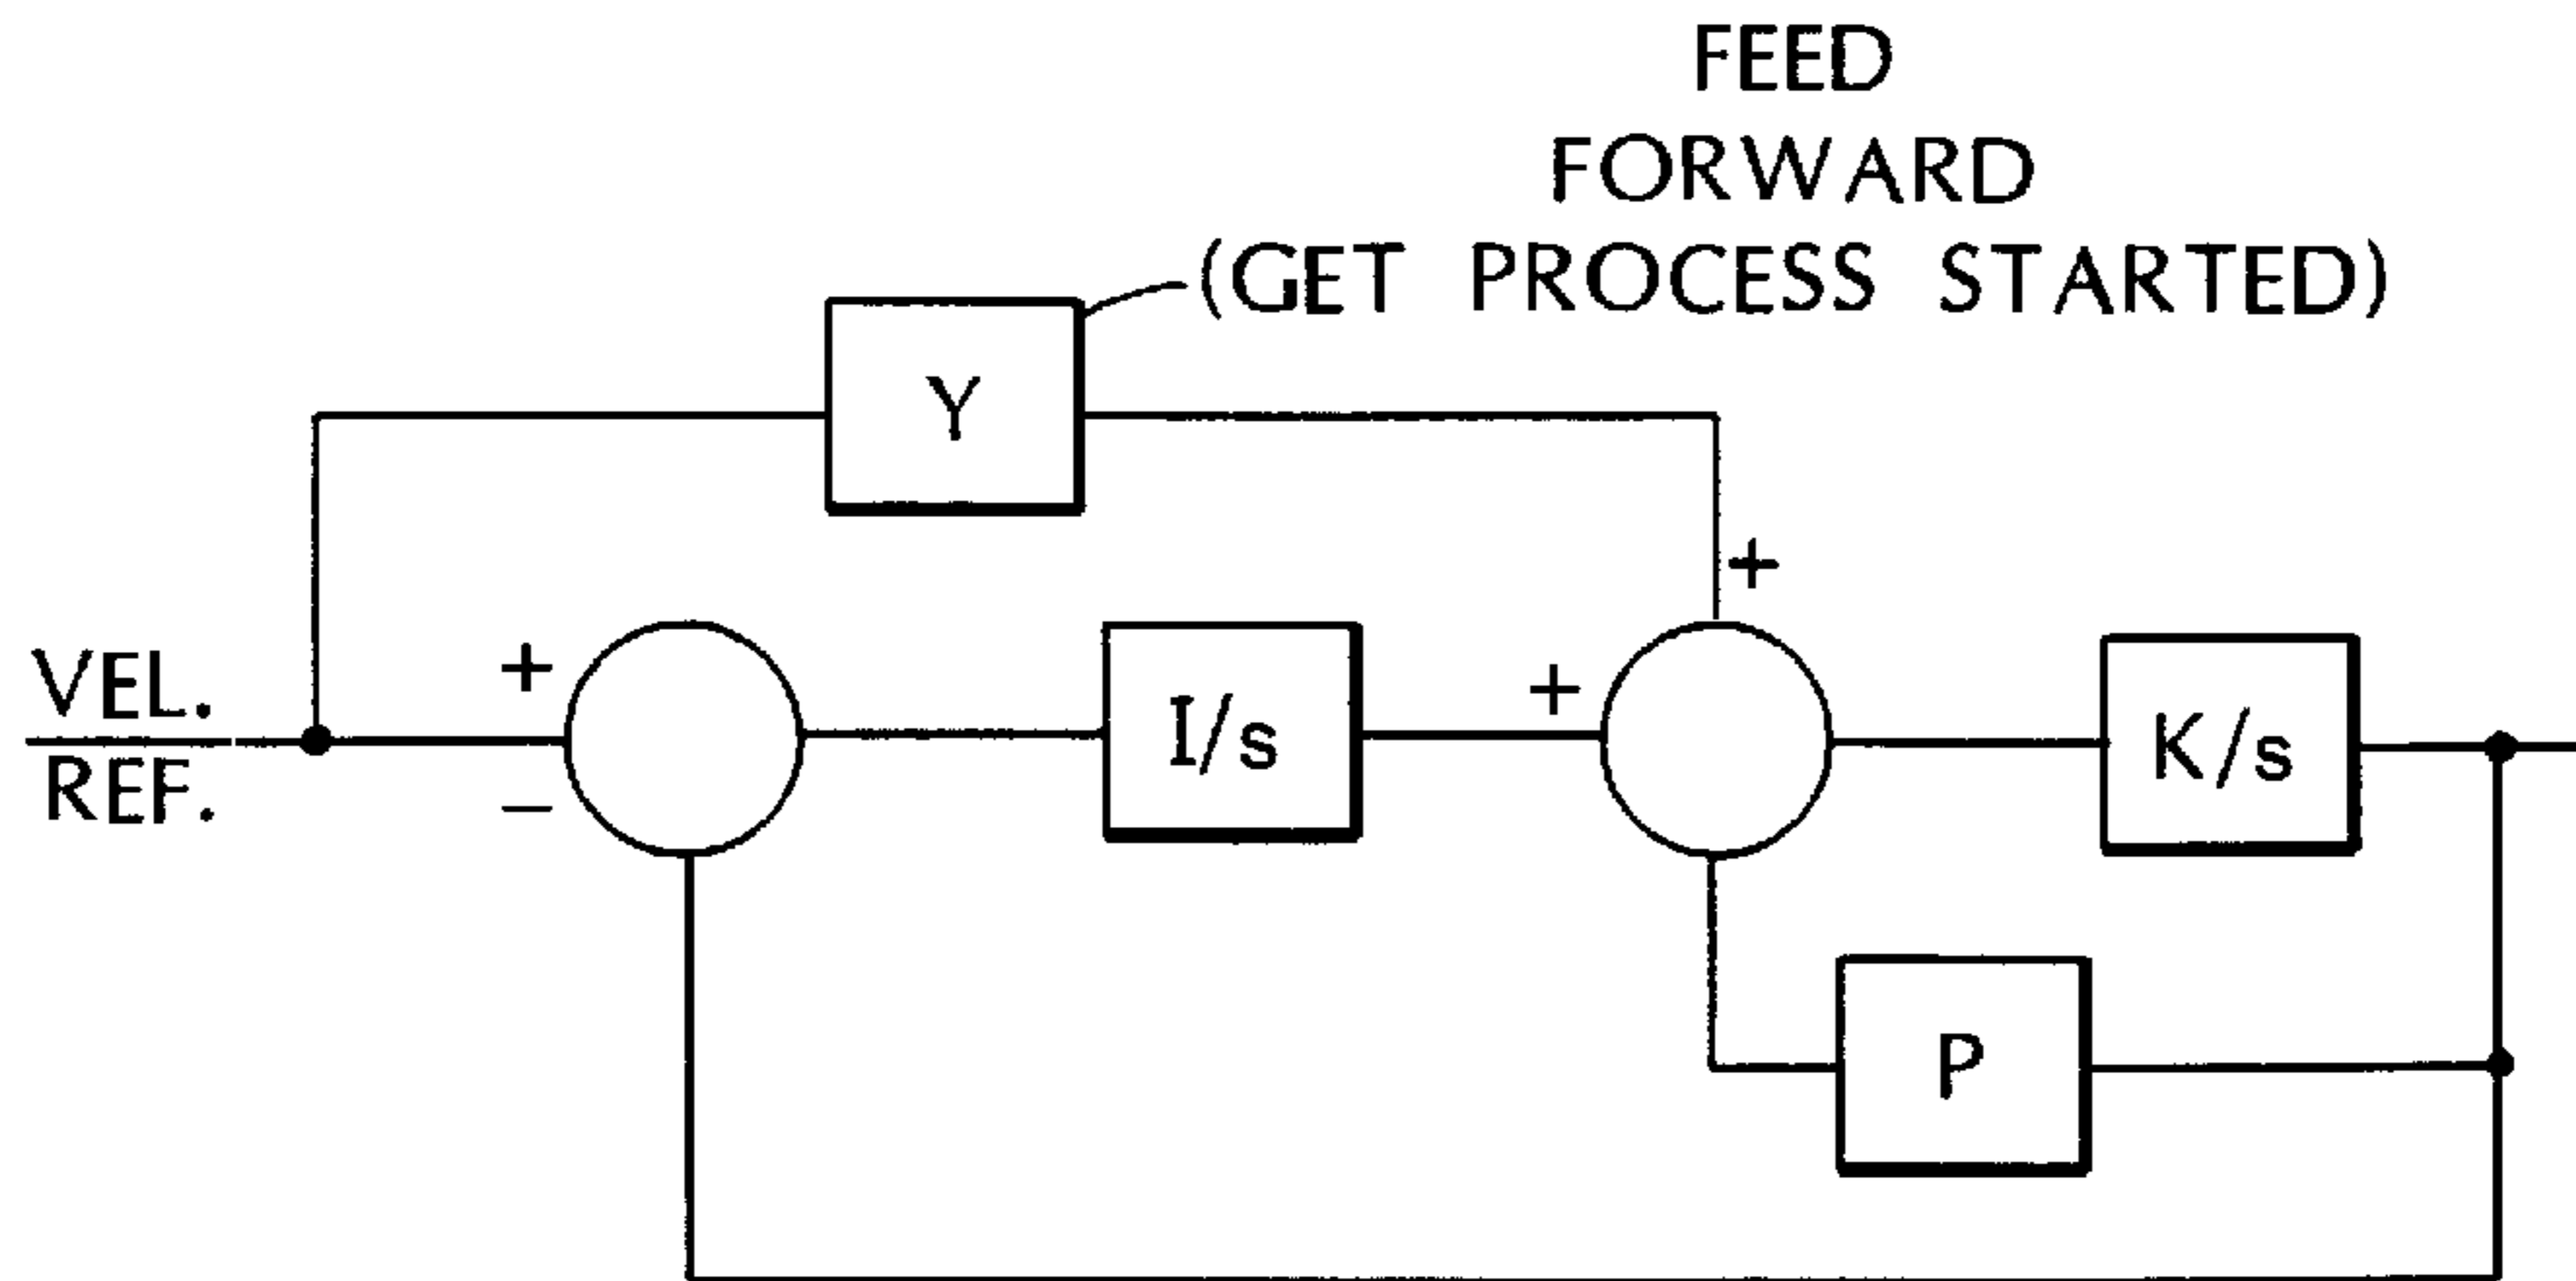 FEED
FORWARD
(GET PROCESS STARTED)
Y
+
VEL.
REF.
+
−
I/s
+
K/s
P